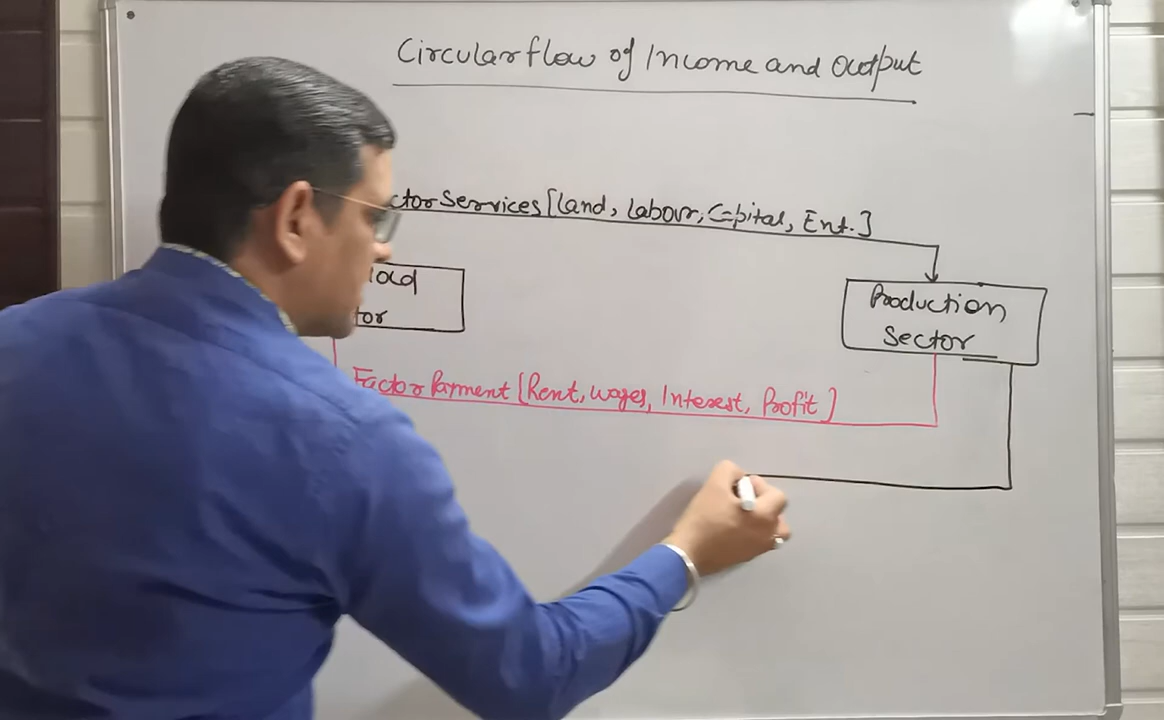 Circular flow of Income and Output
ctor Services [Land, Labour, Capital, Ent.]
Production
Sector
Factor Payment [Rent, Wages, Interest, Profit]